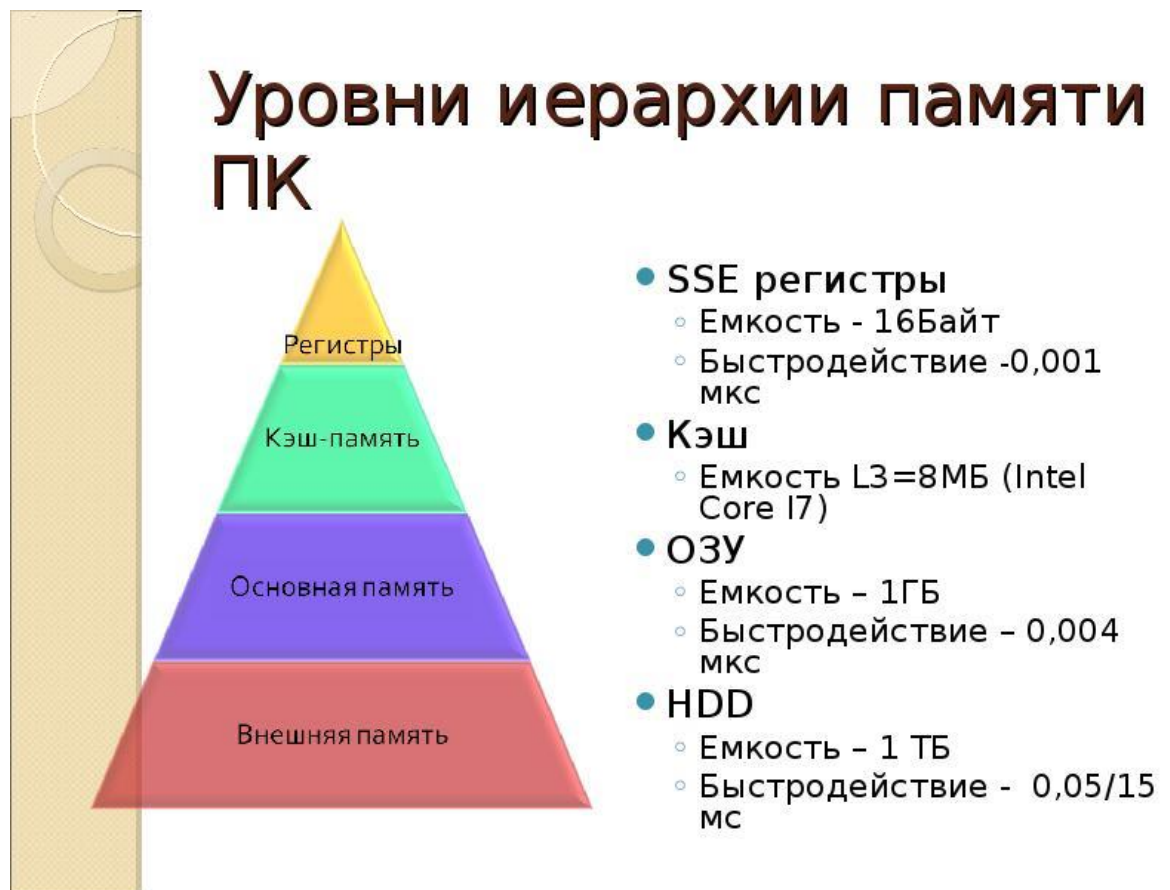 Уровни иерархии памяти
ПК
Регистры
Кэш-память
Основная память
Внешняя память
SSE регистры
Емкость - 16Байт
Быстродействие -0,001
мкс
Кэш
Емкость L3=8МБ (Intel
Core I7)
ОЗУ
Емкость – 1ГБ
Быстродействие – 0,004
мкс
HDD
Емкость – 1 ТБ
Быстродействие - 0,05/15
мс